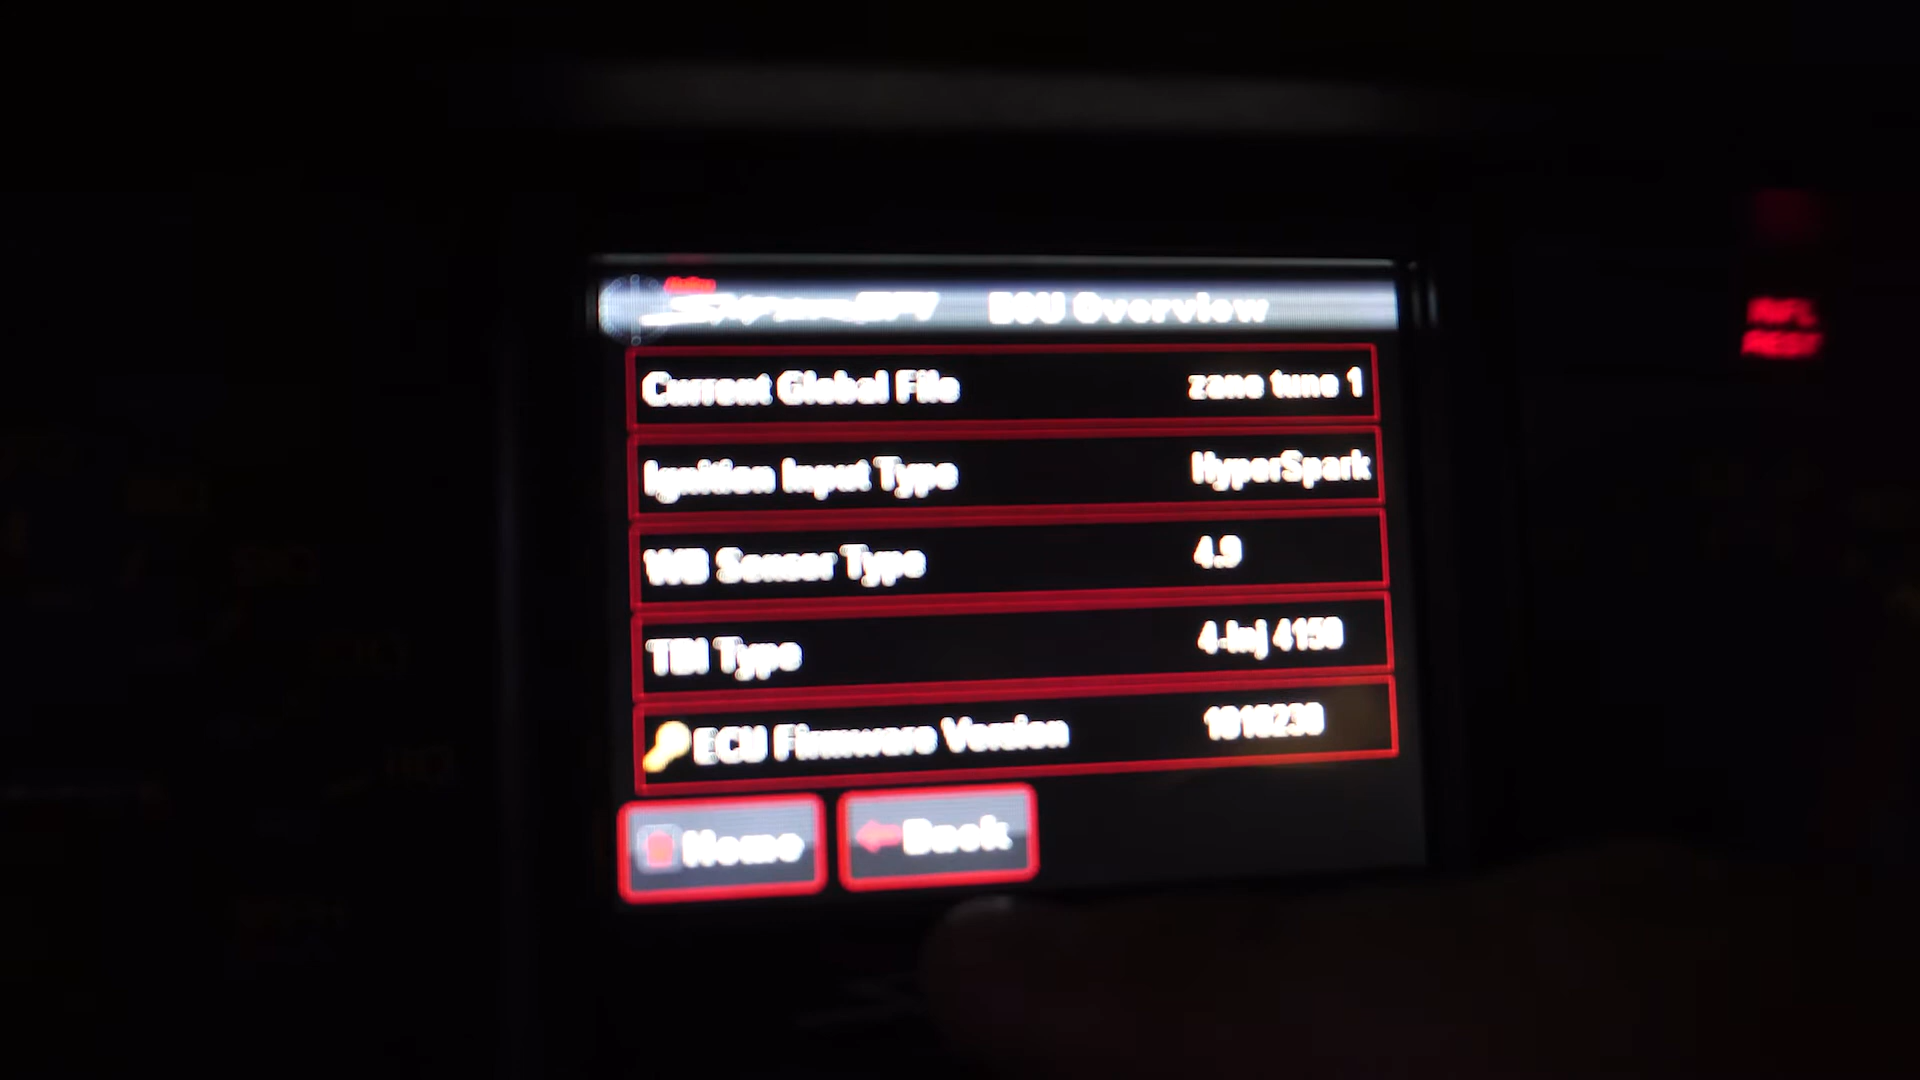 ECU Overview
Current Global File zane tune 1
Ignition Input Type HyperSpark
WB Sensor Type 4.9
TBI Type 4-Inj 4150
ECU Firmware Version
Home Back